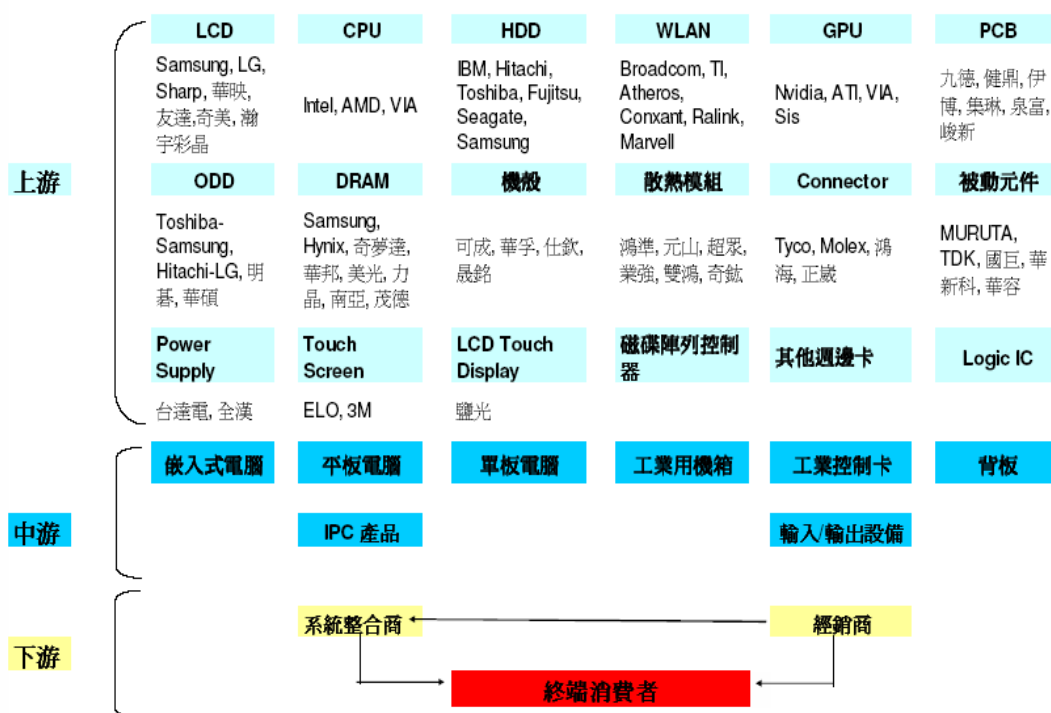 LCD
CPU
HDD
WLAN
GPU
PCB
Samsung, LG,
Sharp, 華映,
友達,奇美, 瀚
宇彩晶
Intel, AMD, VIA
IBM, Hitachi,
Toshiba, Fujitsu,
Seagate,
Samsung
Broadcom, TI,
Atheros,
Conxant, Ralink,
Marvell
Nvidia, ATI, VIA,
Sis
九德, 健鼎, 伊
博, 集琳, 泉富,
峻新
上游
ODD
DRAM
機殼
散熱模組
Connector
被動元件
Toshiba-
Samsung,
Hitachi-LG, 明
碁, 華碩
Samsung,
Hynix, 奇夢達,
華邦, 美光, 力
晶, 南亞, 茂德
可成, 華孚, 仕欽,
晟銘
鴻準, 元山, 超眾,
業強, 雙鴻, 奇鋐
Tyco, Molex, 鴻
海, 正崴
MURUTA,
TDK, 國巨, 華
新科, 華容
Power
Supply
Touch
Screen
LCD Touch
Display
磁碟陣列控制
器
其他週邊卡
Logic IC
台達電, 全漢
ELO, 3M
鹽光
嵌入式電腦
平板電腦
單板電腦
工業用機箱
工業控制卡
背板
中游
IPC 產品
輸入/輸出設備
下游
系統整合商
經銷商
終端消費者